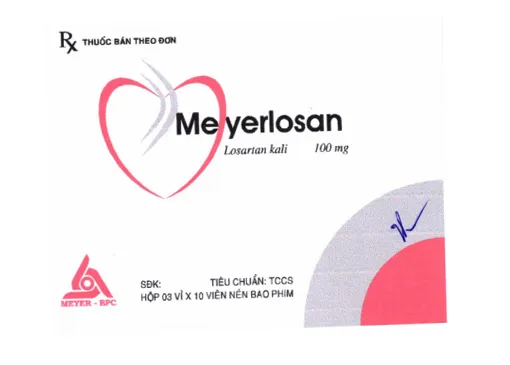 Rx THUỐC BÁN THEO ĐƠN
Meyerlosan
Losartan kali 100 mg
SĐK: TIÊU CHUẨN: TCCS
HỘP 03 VỈ X 10 VIÊN NÉN BAO PHIM
MEYER - BPC